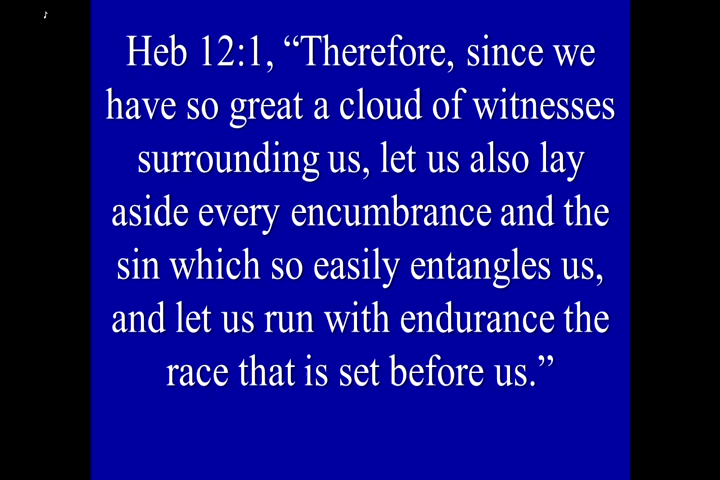 ♪
Heb 12:1, “Therefore, since we
have so great a cloud of witnesses
surrounding us, let us also lay
aside every encumbrance and the
sin which so easily entangles us,
and let us run with endurance the
race that is set before us.”